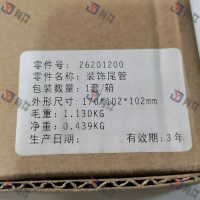 零件号: 26201200
零件名称: 装饰尾管
包装数量: 1套/箱
外形尺寸: 170*102*102mm
毛重: 1.130KG
净重: 0.439KG
生产日期: 有效期: 3年